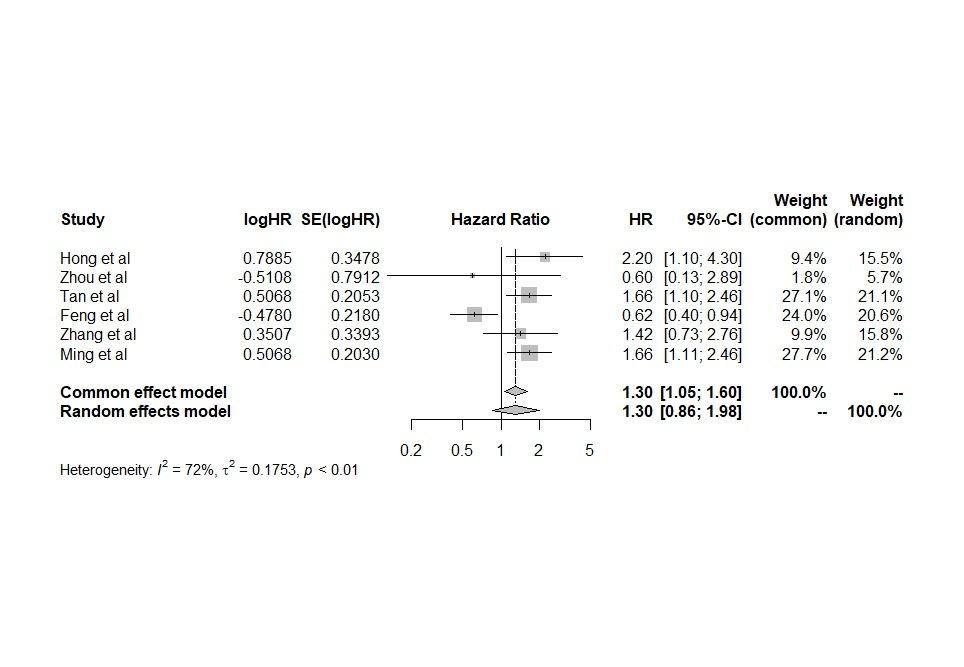 Weight Weight
Study logHR SE(logHR) Hazard Ratio HR 95%-CI (common) (random)
Hong et al 0.7885 0.3478 2.20 [1.10; 4.30] 9.4% 15.5%
Zhou et al -0.5108 0.7912 0.60 [0.13; 2.89] 1.8% 5.7%
Tan et al 0.5068 0.2053 1.66 [1.10; 2.46] 27.1% 21.1%
Feng et al -0.4780 0.2180 0.62 [0.40; 0.94] 24.0% 20.6%
Zhang et al 0.3507 0.3393 1.42 [0.73; 2.76] 9.9% 15.8%
Ming et al 0.5068 0.2030 1.66 [1.11; 2.46] 27.7% 21.2%
Common effect model 1.30 [1.05; 1.60] 100.0% --
Random effects model 1.30 [0.86; 1.98] -- 100.0%
0.2 0.5 1 2 5
Heterogeneity: I² = 72%, τ² = 0.1753, p < 0.01